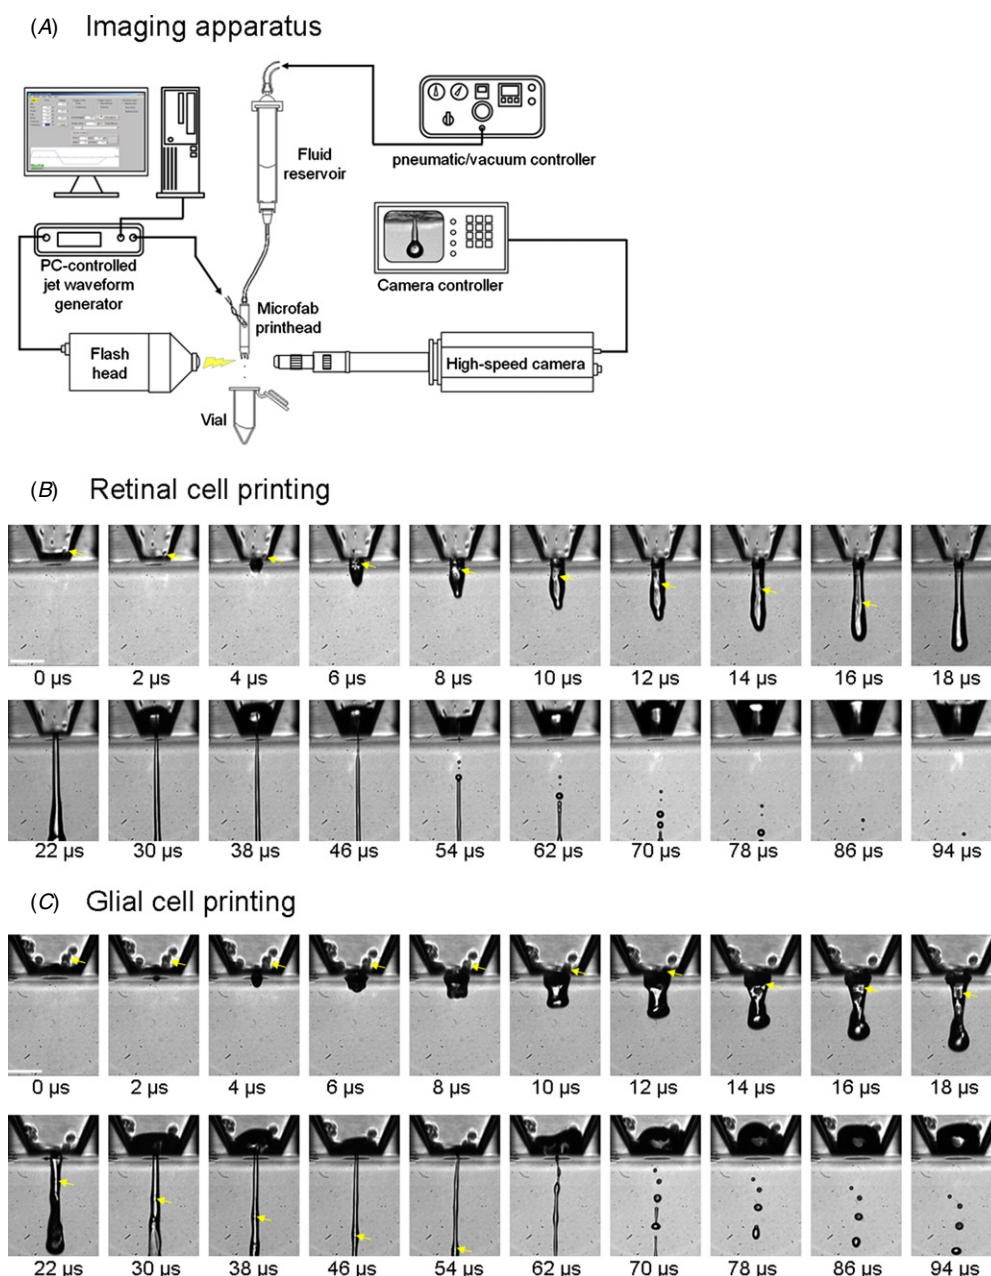 (A) Imaging apparatus
Fluid
reservoir
pneumatic/vacuum controller
PC-controlled
jet waveform
generator
Camera controller
Microfab
printhead
Flash
head
High-speed camera
Vial
(B) Retinal cell printing
0 µs 2 µs 4 µs 6 µs 8 µs 10 µs 12 µs 14 µs 16 µs 18 µs
22 µs 30 µs 38 µs 46 µs 54 µs 62 µs 70 µs 78 µs 86 µs 94 µs
(C) Glial cell printing
0 µs 2 µs 4 µs 6 µs 8 µs 10 µs 12 µs 14 µs 16 µs 18 µs
22 µs 30 µs 38 µs 46 µs 54 µs 62 µs 70 µs 78 µs 86 µs 94 µs